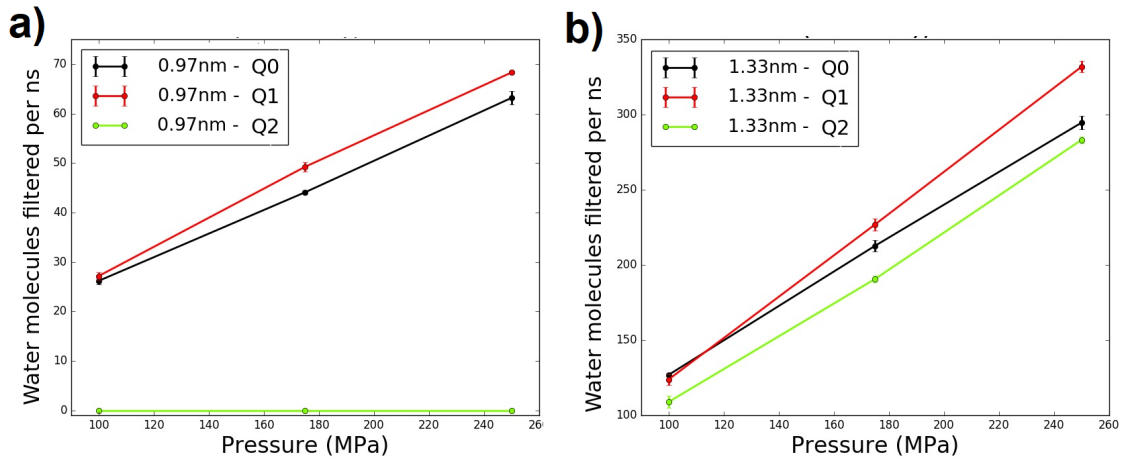 a)
0.97nm - Q0
0.97nm - Q1
0.97nm - Q2
Water molecules filtered per ns
70
60
50
40
30
20
10
0
100 120 140 160 180 200 220 240 26
Pressure (MPa)
b)
1.33nm - Q0
1.33nm - Q1
1.33nm - Q2
Water molecules filtered per ns
350
300
250
200
150
100
100 120 140 160 180 200 220 240 260
Pressure (MPa)